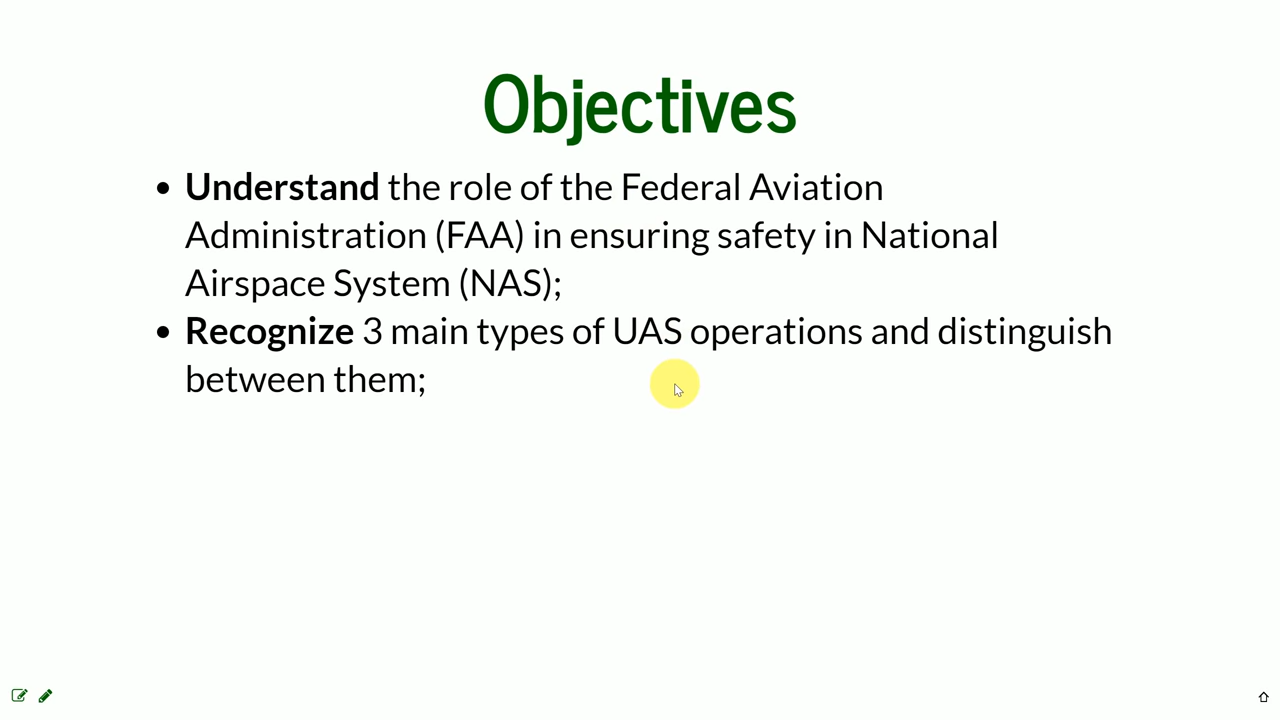 Objectives
• Understand the role of the Federal Aviation
Administration (FAA) in ensuring safety in National
Airspace System (NAS);
• Recognize 3 main types of UAS operations and distinguish
between them;